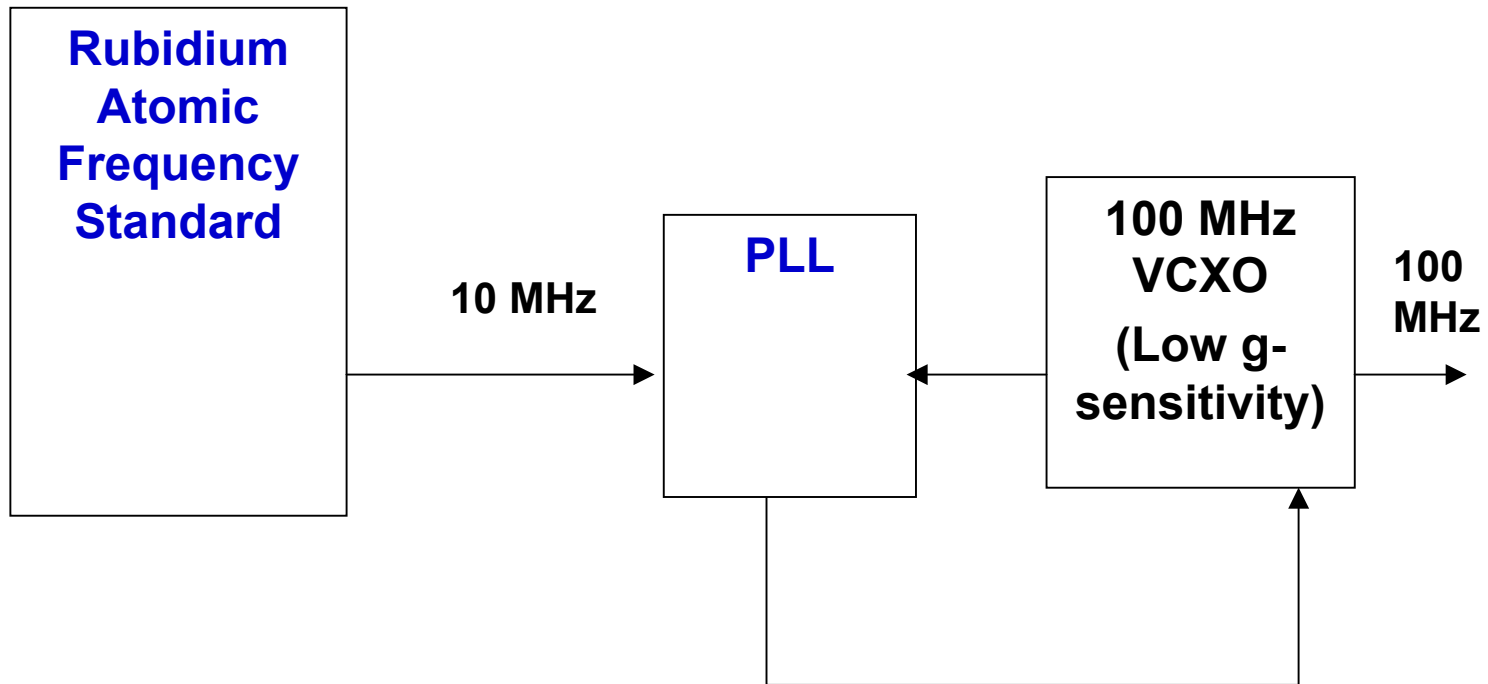 Rubidium
Atomic
Frequency
Standard
10 MHz
PLL
100 MHz
VCXO
(Low g-
sensitivity)
100
MHz